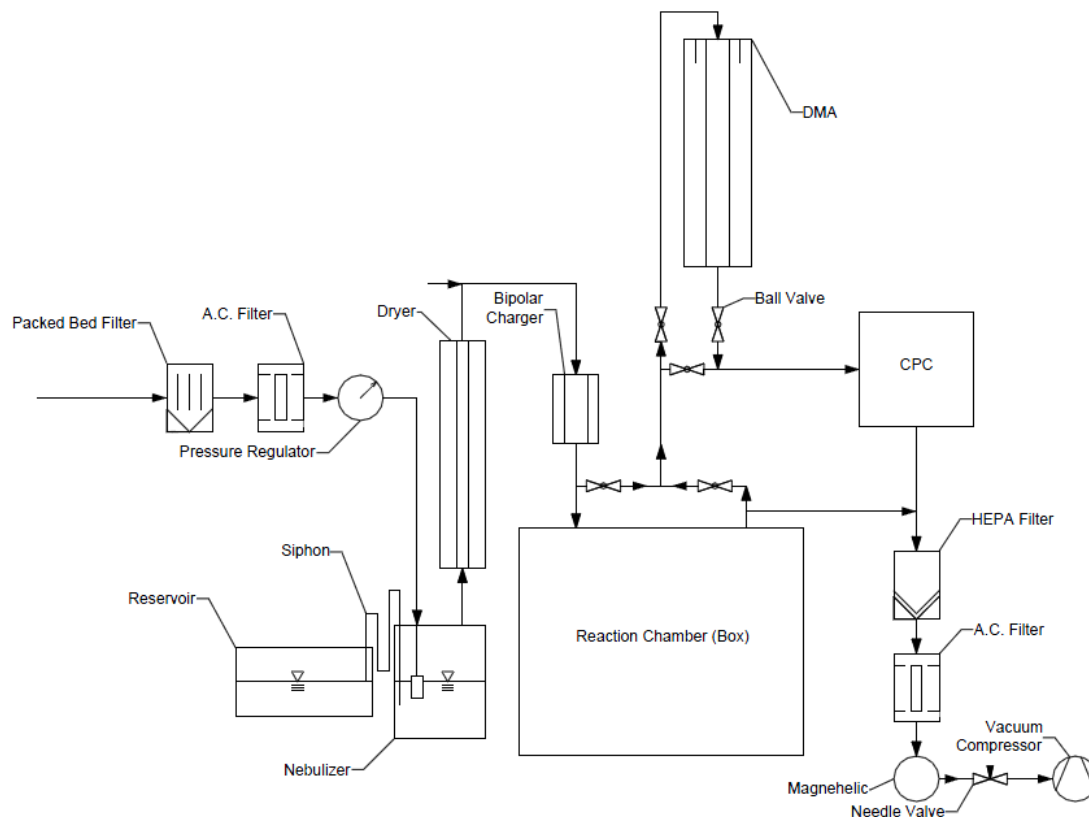 DMA
Ball Valve
Bipolar
Charger
Dryer
A.C. Filter
Packed Bed Filter
CPC
Pressure Regulator
HEPA Filter
Siphon
Reservoir
Reaction Chamber (Box)
A.C. Filter
Vacuum
Compressor
Nebulizer
Magnehelic
Needle Valve